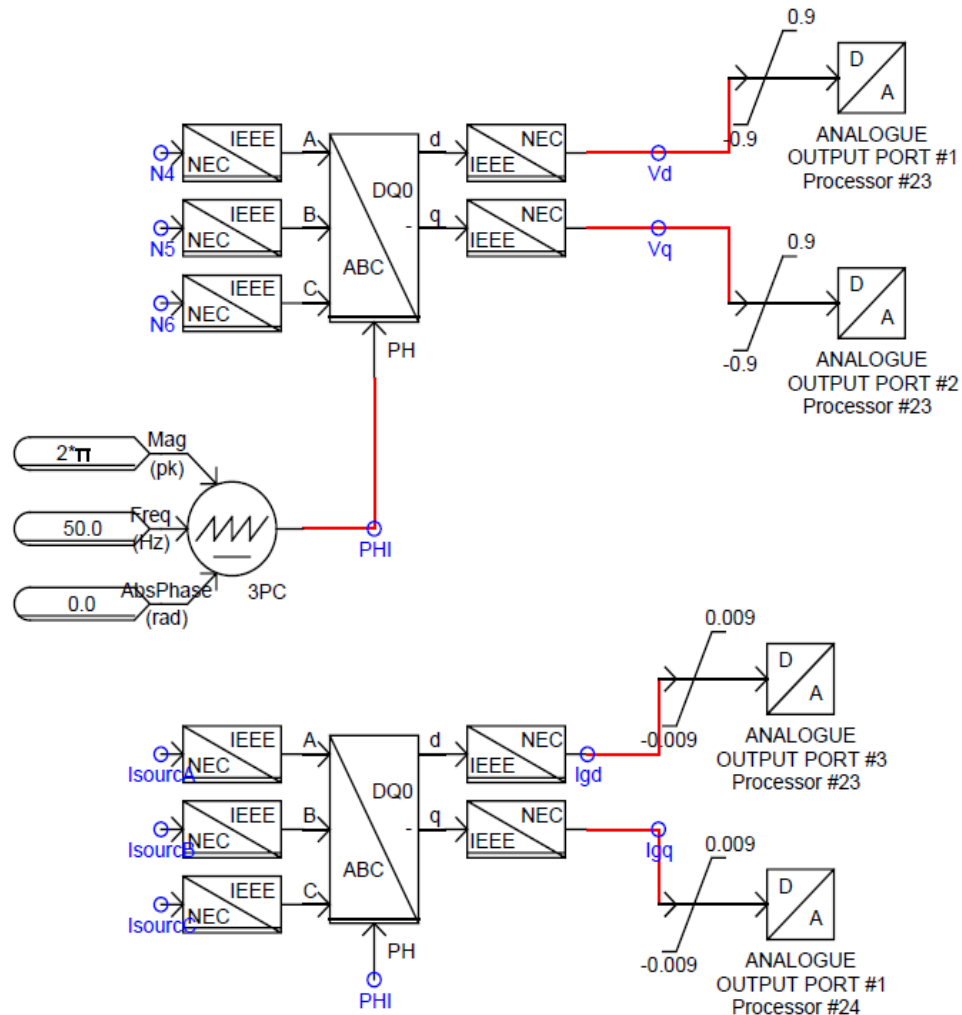 0.9
D
A
-0.9
ANALOGUE
OUTPUT PORT #1
Processor #23
IEEE
NEC
N4
A
d
NEC
IEEE
Vd
DQ0
-
ABC
IEEE
NEC
N5
B
q
NEC
IEEE
Vq
0.9
D
A
-0.9
ANALOGUE
OUTPUT PORT #2
Processor #23
IEEE
NEC
N6
C
PH
2*π
Mag
(pk)
50.0
Freq
(Hz)
0.0
AbsPhase
(rad)
3PC
PHI
0.009
D
A
-0.009
ANALOGUE
OUTPUT PORT #3
Processor #23
IEEE
NEC
IsourcA
A
d
NEC
IEEE
Igd
DQ0
-
ABC
IEEE
NEC
IsourcB
B
q
NEC
IEEE
Igq
0.009
D
A
-0.009
ANALOGUE
OUTPUT PORT #1
Processor #24
IEEE
NEC
IsourcC
C
PH
PHI